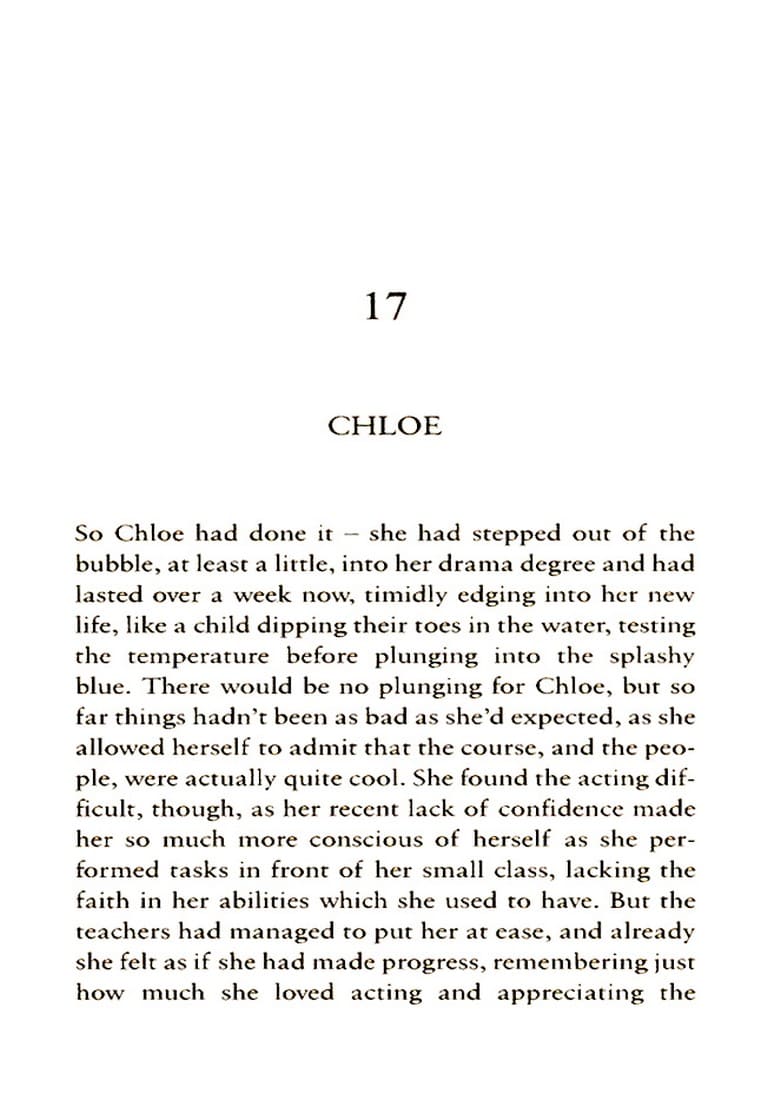 17
CHLOE
So Chloe had done it – she had stepped out of the
bubble, at least a little, into her drama degree and had
lasted over a week now, timidly edging into her new
life, like a child dipping their toes in the water, testing
the temperature before plunging into the splashy
blue. There would be no plunging for Chloe, but so
far things hadn't been as bad as she'd expected, as she
allowed herself to admit that the course, and the peo-
ple, were actually quite cool. She found the acting dif-
ficult, though, as her recent lack of confidence made
her so much more conscious of herself as she per-
formed tasks in front of her small class, lacking the
faith in her abilities which she used to have. But the
teachers had managed to put her at ease, and already
she felt as if she had made progress, remembering just
how much she loved acting and appreciating the